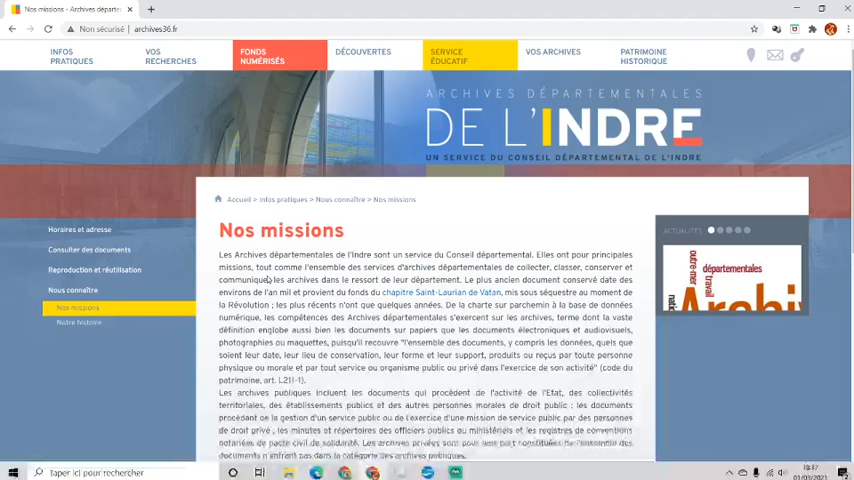 Nos missions - Archives départer
Non sécurisé | archives36.fr
INFOS
PRATIQUES
VOS
RECHERCHES
FONDS
NUMÉRISÉS
DÉCOUVERTES
SERVICE
ÉDUCATIF
VOS ARCHIVES
PATRIMOINE
HISTORIQUE
ARCHIVES DÉPARTEMENTALES
DE L'INDRE
UN SERVICE DU CONSEIL DÉPARTEMENTAL DE L'INDRE
Accueil > Infos pratiques > Nous connaître > Nos missions
Horaires et adresse
Consulter des documents
Reproduction et réutilisation
Nous connaître
Nos missions
Notre histoire
Nos missions
Les Archives départementales de l'Indre sont un service du Conseil départemental. Elles ont pour principales
missions, tout comme l'ensemble des services d'archives départementales de collecter, classer, conserver et
communiquer les archives dans le ressort de leur département. Le plus ancien document conservé date des
environs de l'an mil et provient du fonds du chapitre Saint-Laurian de Vatan, mis sous séquestre au moment de
la Révolution ; les plus récents n'ont que quelques années. De la charte sur parchemin à la base de données
numérique, les compétences des Archives départementales s'exercent sur les archives, terme dont la vaste
définition englobe aussi bien les documents sur papiers que les documents électroniques et audiovisuels,
photographies ou maquettes, puisqu'il recouvre "l'ensemble des documents, y compris les données, quels que
soient leur date, leur lieu de conservation, leur forme et leur support, produits ou reçus par toute personne
physique ou morale et par tout service ou organisme public ou privé dans l'exercice de son activité" (code du
patrimoine, art. L211-1).
Les archives publiques incluent les documents qui procèdent de l'activité de l'Etat, des collectivités
territoriales, des établissements publics et des autres personnes morales de droit public ; les documents
procédant de la gestion d'un service public ou de l'exercice d'une mission de service public par des personnes
de droit privé ; les minutes et répertoires des officiers publics ou ministériels et les registres de conventions
notariées de pacte civil de solidarité. Les archives privées sont pour leur part constituées de l'ensemble des
documents n'entrant pas dans la catégorie des archives publiques.
ACTUALITÉS
outre-mer
départementales
Archi
Taper ici pour rechercher
18:17
01/03/2021